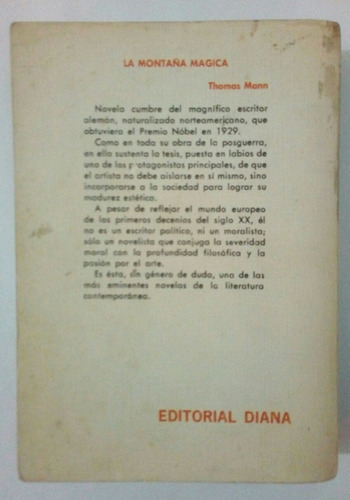 LA MONTAÑA MAGICA
Thomas Mann
Novela cumbre del magnífico escritor
alemán, naturalizado norteamericano, que
obtuviera el Premio Nóbel en 1929.
Como en toda su obra de la posguerra,
en ella sustenta la tesis, puesta en labios de
uno de los protagonistas principales, de que
el artista no debe aislarse en sí mismo, sino
incorporarse a la sociedad para lograr su
madurez estética.
A pesar de reflejar el mundo europeo
de los primeros decenios del siglo XX, él
no es un escritor político, ni un moralista;
sólo un novelista que conjuga la severidad
moral con la profundidad filosófica y la
pasión por el arte.
Es ésta, sin género de duda, una de las
más eminentes novelas de la literatura
contemporánea.
EDITORIAL DIANA